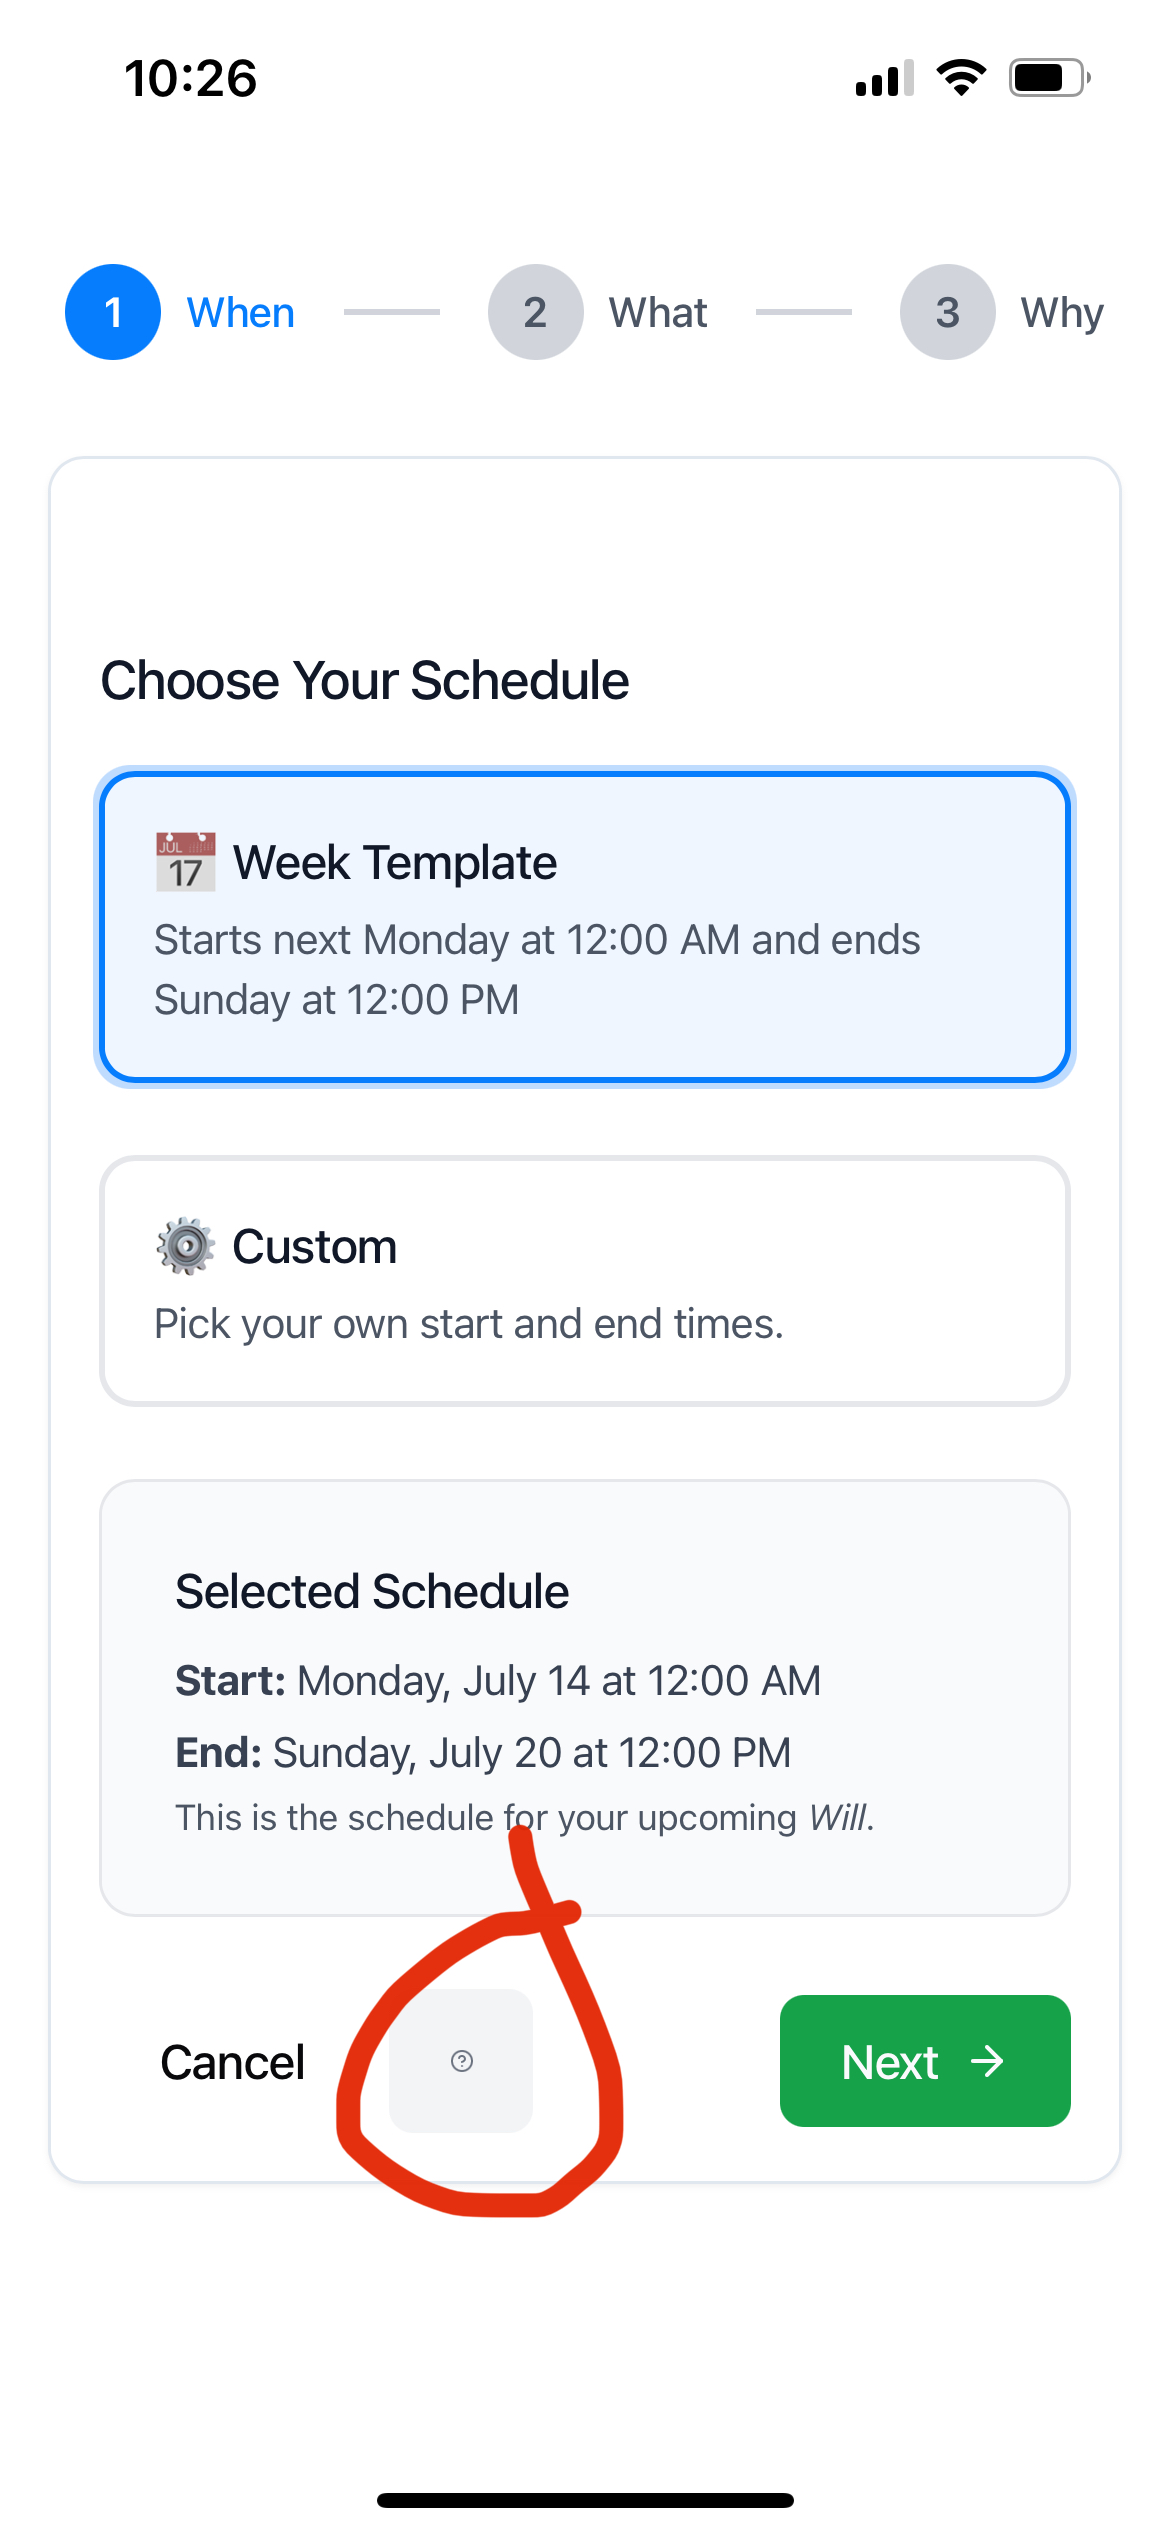 10:26
1 When 2 What 3 Why
Choose Your Schedule
JUL
17
Week Template
Starts next Monday at 12:00 AM and ends
Sunday at 12:00 PM
Custom
Pick your own start and end times.
Selected Schedule
Start: Monday, July 14 at 12:00 AM
End: Sunday, July 20 at 12:00 PM
This is the schedule for your upcoming Will.
Cancel ? Next →